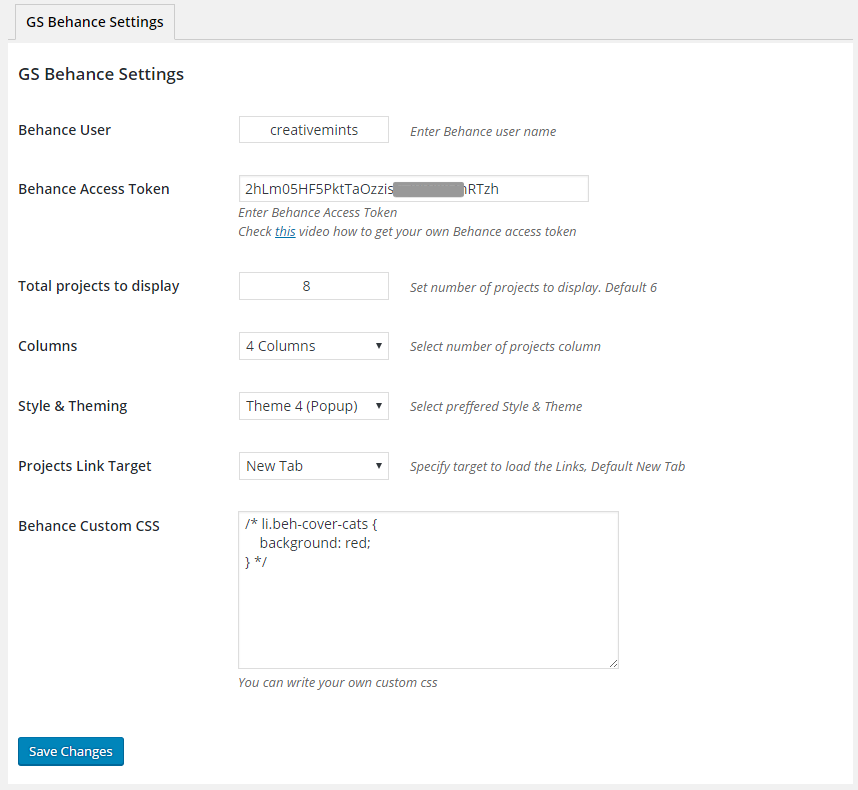 GS Behance Settings
GS Behance Settings
Behance User
creativemints
Enter Behance user name
Behance Access Token
2hLm05HF5PktTaOzzis RTzh
Enter Behance Access Token
Check this video how to get your own Behance access token
Total projects to display
8
Set number of projects to display. Default 6
Columns
4 Columns
Select number of projects column
Style & Theming
Theme 4 (Popup)
Select preffered Style & Theme
Projects Link Target
New Tab
Specify target to load the Links, Default New Tab
Behance Custom CSS
/* li.beh-cover-cats {
background: red;
} */
You can write your own custom css
Save Changes